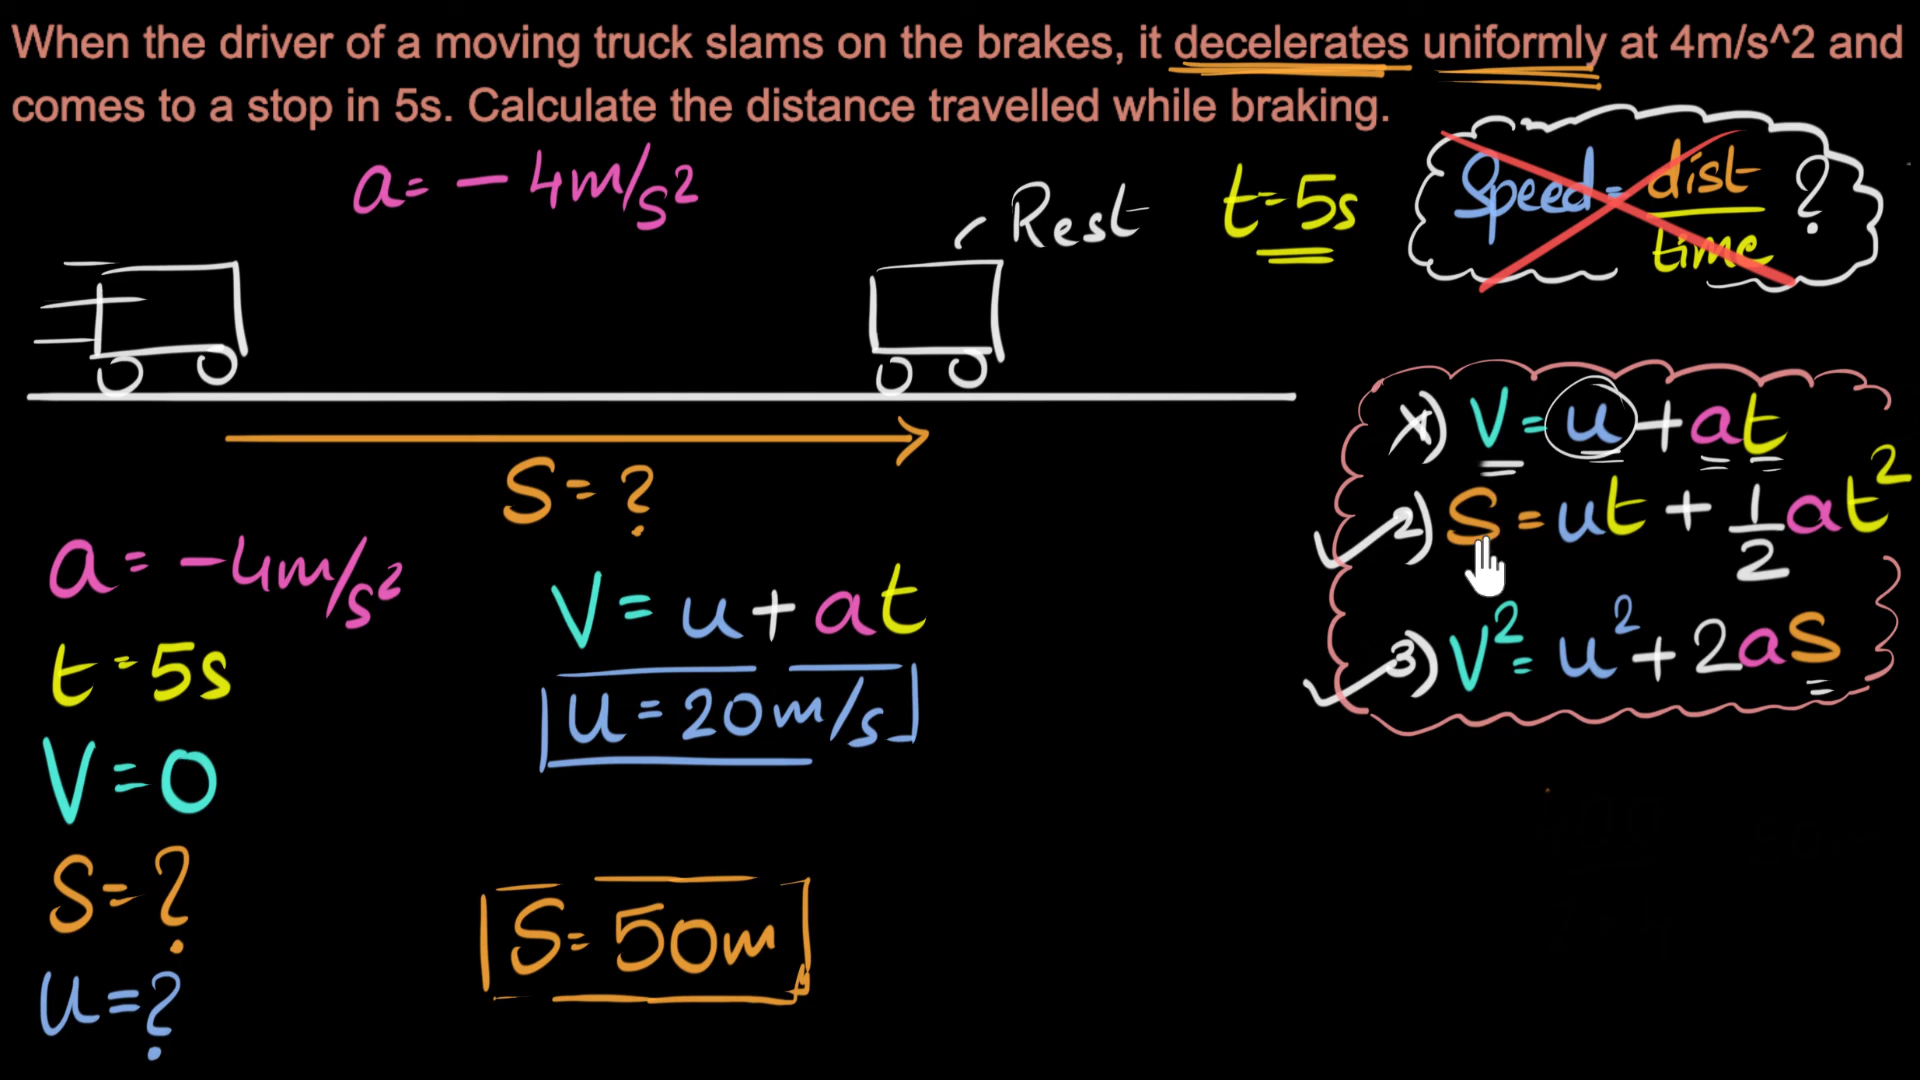 When the driver of a moving truck slams on the brakes, it decelerates uniformly at 4m/s^2 and
comes to a stop in 5s. Calculate the distance travelled while braking.
a = - 4m/s²
Rest
t = 5s
Speed = dist/time ?
S = ?
1) V = u + at
2) S = ut + 1/2 at²
3) V² = u² + 2aS
a = - 4m/s²
t = 5s
V = 0
S = ?
u = ?
V = u + at
u = 20m/s
S = 50m